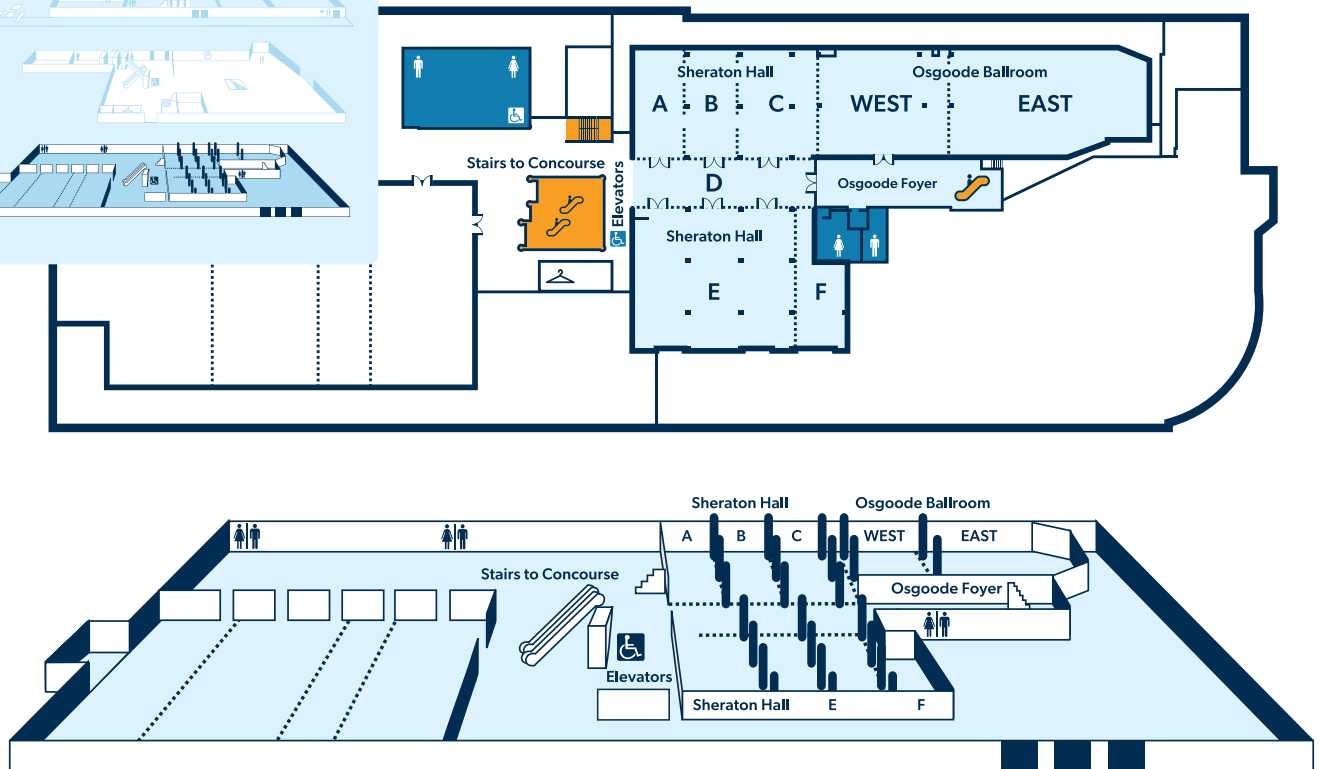 Sheraton Hall
Osgoode Ballroom
A
B
C
WEST
EAST
Stairs to Concourse
Elevators
D
Osgoode Foyer
Sheraton Hall
E
F
Sheraton Hall
Osgoode Ballroom
A
B
C
WEST
EAST
Stairs to Concourse
Osgoode Foyer
Elevators
Sheraton Hall
E
F